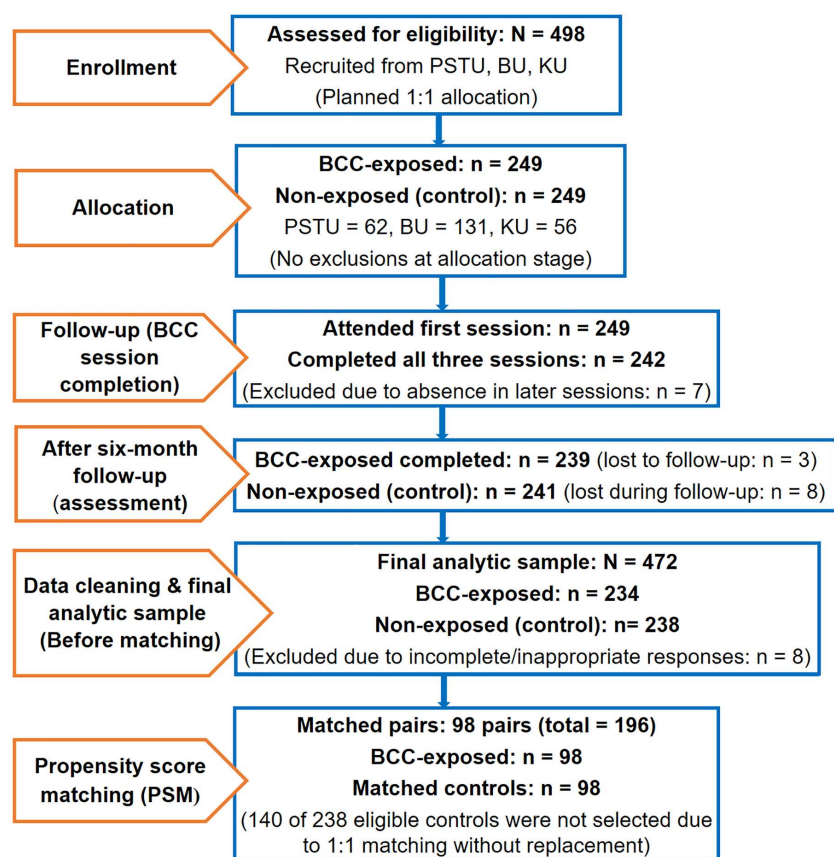 Enrollment
Assessed for eligibility: N = 498
Recruited from PSTU, BU, KU
(Planned 1:1 allocation)
Allocation
BCC-exposed: n = 249
Non-exposed (control): n = 249
PSTU = 62, BU = 131, KU = 56
(No exclusions at allocation stage)
Follow-up (BCC
session
completion)
Attended first session: n = 249
Completed all three sessions: n = 242
(Excluded due to absence in later sessions: n = 7)
After six-month
follow-up
(assessment)
BCC-exposed completed: n = 239 (lost to follow-up: n = 3)
Non-exposed (control): n = 241 (lost during follow-up: n = 8)
Data cleaning & final
analytic sample
(Before matching)
Final analytic sample: N = 472
BCC-exposed: n = 234
Non-exposed (control): n= 238
(Excluded due to incomplete/inappropriate responses: n = 8)
Propensity score
matching (PSM)
Matched pairs: 98 pairs (total = 196)
BCC-exposed: n = 98
Matched controls: n = 98
(140 of 238 eligible controls were not selected due
to 1:1 matching without replacement)